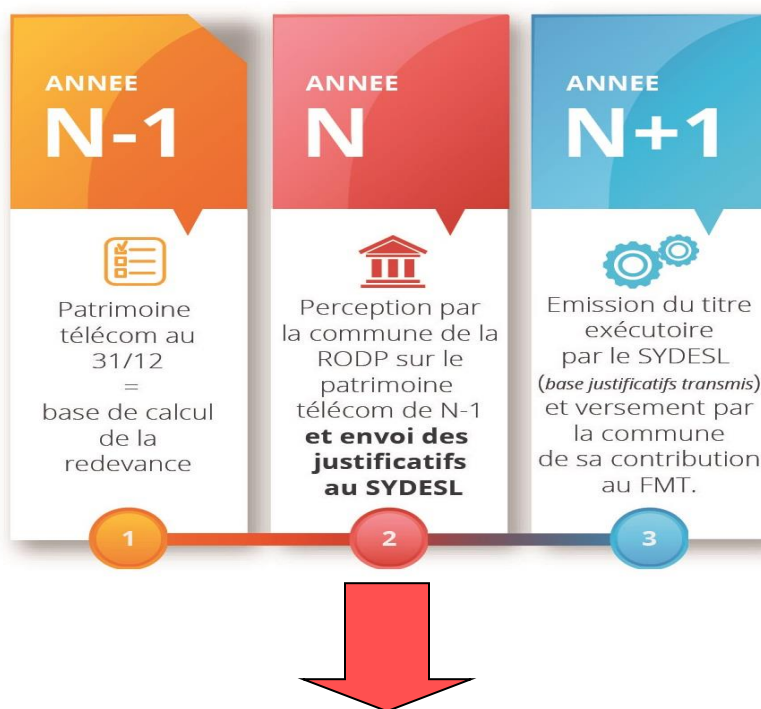 ANNEE
N-1
Patrimoine
télécom au
31/12
=
base de calcul
de la
redevance
1
ANNEE
N
Perception par
la commune de la
RODP sur le
patrimoine
télécom de N-1
et envoi des
justificatifs
au SYDESL
2
ANNEE
N+1
Emission du titre
exécutoire
par le SYDESL
(base justificatifs transmis)
et versement par
la commune
de sa contribution
au FMT.
3